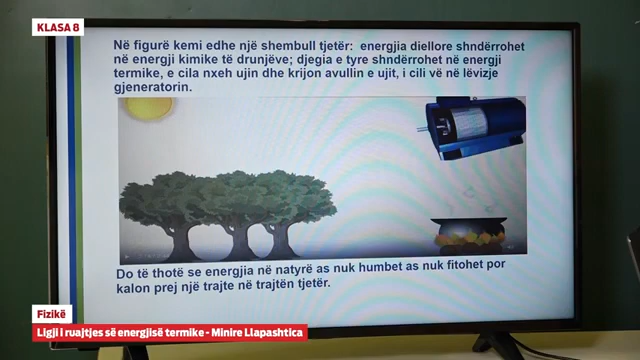 KLASA 8
Në figurë kemi edhe një shembull tjetër: energjia diellore shndërrohet
në energji kimike të drunjëve; djegia e tyre shndërrohet në energji
termike, e cila nxeh ujin dhe krijon avullin e ujit, i cili vë në lëvizje
gjeneratorin.
Do të thotë se energjia në natyrë as nuk humbet as nuk fitohet por
kalon prej një trajte në trajtën tjetër.
Fizikë
Ligji i ruajtjes së energjisë termike - Minire Llapashtica